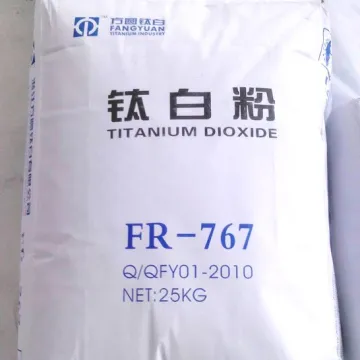 方圆钛白
FANGYUAN
TITANIUM INDUSTRY
钛白粉
TITANIUM DIOXIDE
FR-767
Q/QFY01-2010
NET:25KG